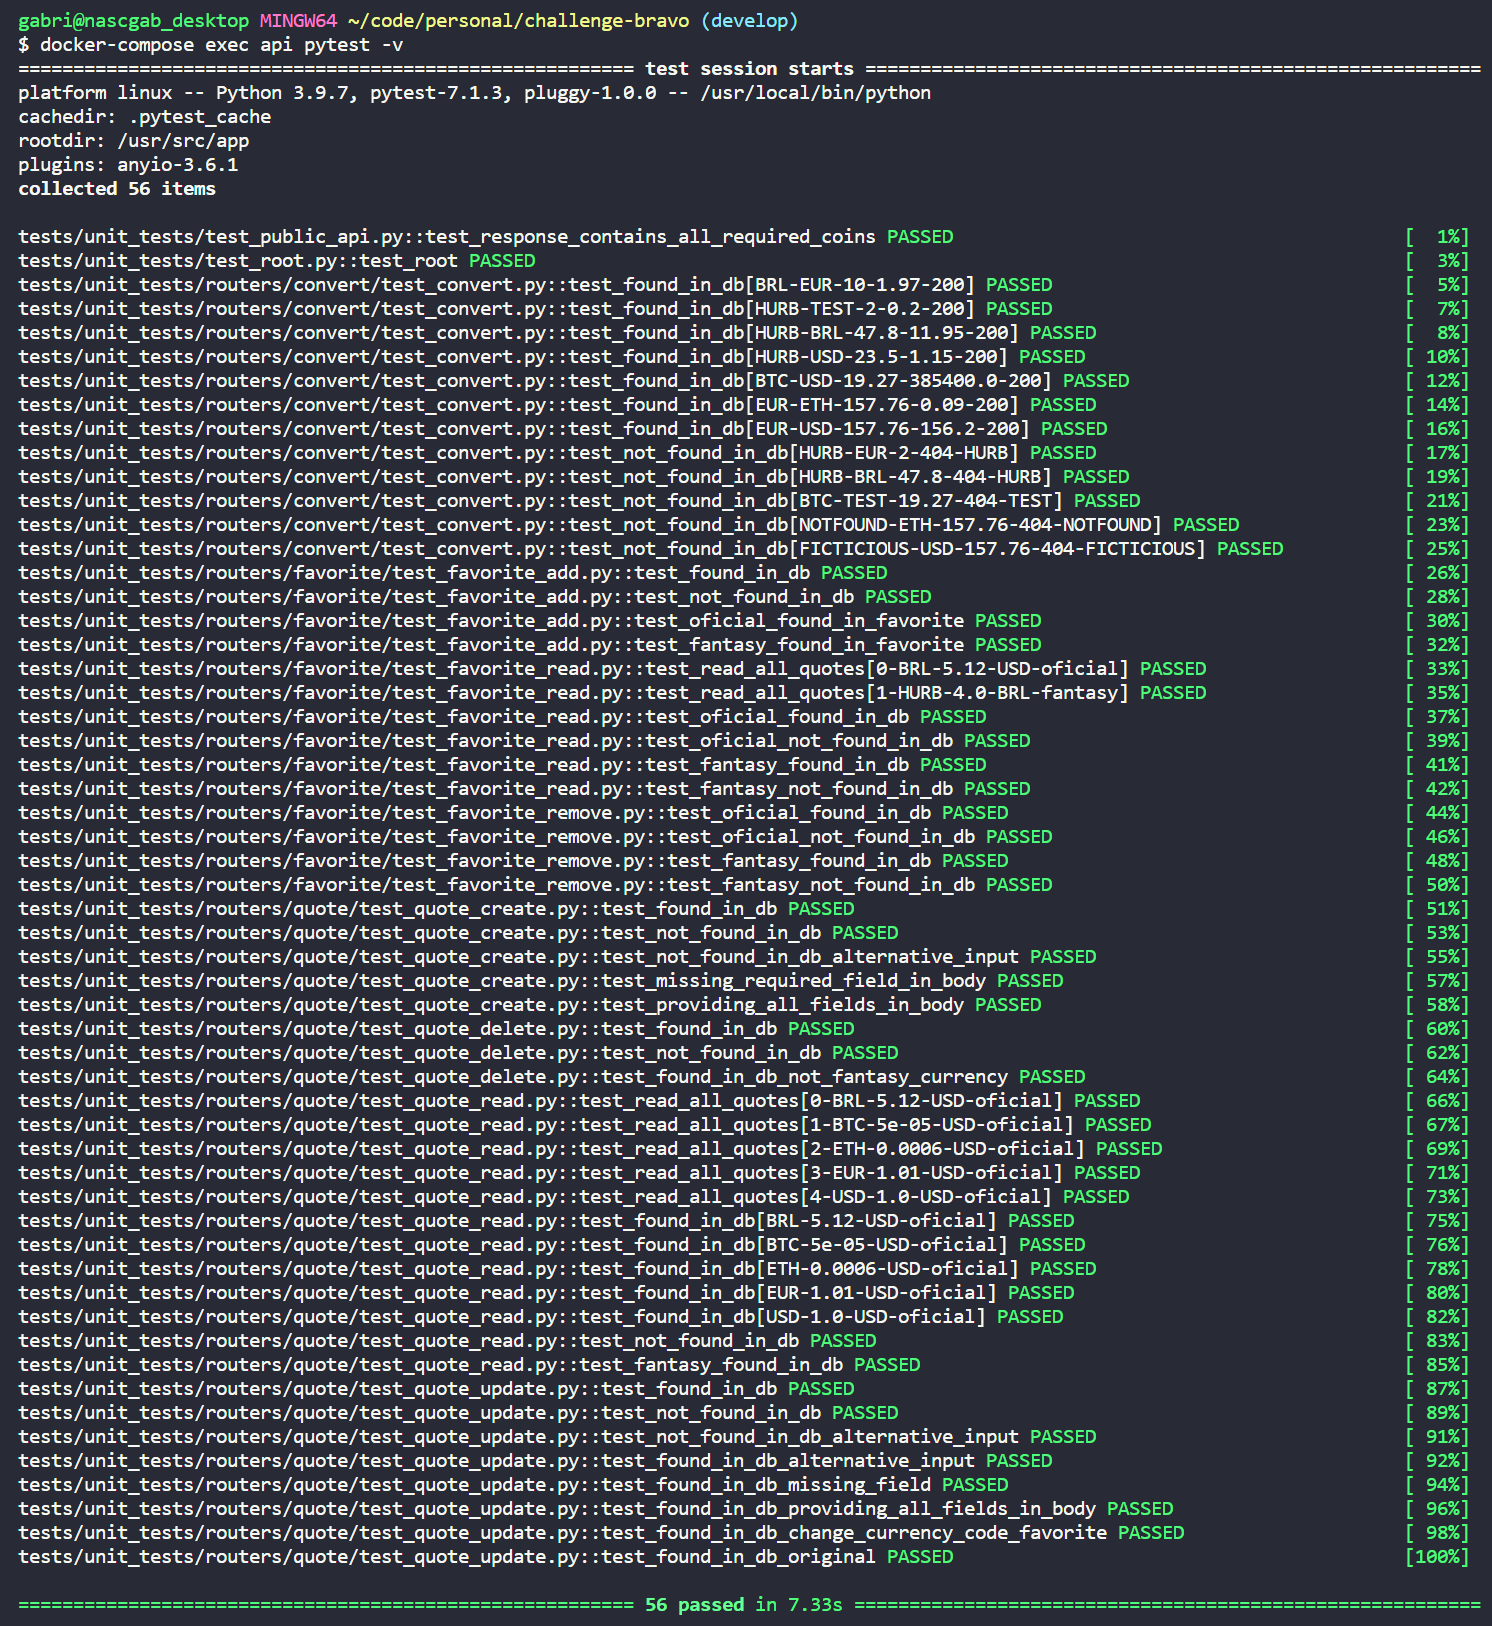 gabri@nascgab_desktop MINGW64 ~/code/personal/challenge-bravo (develop)
$ docker-compose exec api pytest -v
======================================================== test session starts ========================================================
platform linux -- Python 3.9.7, pytest-7.1.3, pluggy-1.0.0 -- /usr/local/bin/python
cachedir: .pytest_cache
rootdir: /usr/src/app
plugins: anyio-3.6.1
collected 56 items

tests/unit_tests/test_public_api.py::test_response_contains_all_required_coins PASSED [  1%]
tests/unit_tests/test_root.py::test_root PASSED [  3%]
tests/unit_tests/routers/convert/test_convert.py::test_found_in_db[BRL-EUR-10-1.97-200] PASSED [  5%]
tests/unit_tests/routers/convert/test_convert.py::test_found_in_db[HURB-TEST-2-0.2-200] PASSED [  7%]
tests/unit_tests/routers/convert/test_convert.py::test_found_in_db[HURB-BRL-47.8-11.95-200] PASSED [  8%]
tests/unit_tests/routers/convert/test_convert.py::test_found_in_db[HURB-USD-23.5-1.15-200] PASSED [ 10%]
tests/unit_tests/routers/convert/test_convert.py::test_found_in_db[BTC-USD-19.27-385400.0-200] PASSED [ 12%]
tests/unit_tests/routers/convert/test_convert.py::test_found_in_db[EUR-ETH-157.76-0.09-200] PASSED [ 14%]
tests/unit_tests/routers/convert/test_convert.py::test_found_in_db[EUR-USD-157.76-156.2-200] PASSED [ 16%]
tests/unit_tests/routers/convert/test_convert.py::test_not_found_in_db[HURB-EUR-2-404-HURB] PASSED [ 17%]
tests/unit_tests/routers/convert/test_convert.py::test_not_found_in_db[HURB-BRL-47.8-404-HURB] PASSED [ 19%]
tests/unit_tests/routers/convert/test_convert.py::test_not_found_in_db[BTC-TEST-19.27-404-TEST] PASSED [ 21%]
tests/unit_tests/routers/convert/test_convert.py::test_not_found_in_db[NOTFOUND-ETH-157.76-404-NOTFOUND] PASSED [ 23%]
tests/unit_tests/routers/convert/test_convert.py::test_not_found_in_db[FICTICIOUS-USD-157.76-404-FICTICIOUS] PASSED [ 25%]
tests/unit_tests/routers/favorite/test_favorite_add.py::test_found_in_db PASSED [ 26%]
tests/unit_tests/routers/favorite/test_favorite_add.py::test_not_found_in_db PASSED [ 28%]
tests/unit_tests/routers/favorite/test_favorite_add.py::test_oficial_found_in_favorite PASSED [ 30%]
tests/unit_tests/routers/favorite/test_favorite_add.py::test_fantasy_found_in_favorite PASSED [ 32%]
tests/unit_tests/routers/favorite/test_favorite_read.py::test_read_all_quotes[0-BRL-5.12-USD-oficial] PASSED [ 33%]
tests/unit_tests/routers/favorite/test_favorite_read.py::test_read_all_quotes[1-HURB-4.0-BRL-fantasy] PASSED [ 35%]
tests/unit_tests/routers/favorite/test_favorite_read.py::test_oficial_found_in_db PASSED [ 37%]
tests/unit_tests/routers/favorite/test_favorite_read.py::test_oficial_not_found_in_db PASSED [ 39%]
tests/unit_tests/routers/favorite/test_favorite_read.py::test_fantasy_found_in_db PASSED [ 41%]
tests/unit_tests/routers/favorite/test_favorite_read.py::test_fantasy_not_found_in_db PASSED [ 42%]
tests/unit_tests/routers/favorite/test_favorite_remove.py::test_oficial_found_in_db PASSED [ 44%]
tests/unit_tests/routers/favorite/test_favorite_remove.py::test_oficial_not_found_in_db PASSED [ 46%]
tests/unit_tests/routers/favorite/test_favorite_remove.py::test_fantasy_found_in_db PASSED [ 48%]
tests/unit_tests/routers/favorite/test_favorite_remove.py::test_fantasy_not_found_in_db PASSED [ 50%]
tests/unit_tests/routers/quote/test_quote_create.py::test_found_in_db PASSED [ 51%]
tests/unit_tests/routers/quote/test_quote_create.py::test_not_found_in_db PASSED [ 53%]
tests/unit_tests/routers/quote/test_quote_create.py::test_not_found_in_db_alternative_input PASSED [ 55%]
tests/unit_tests/routers/quote/test_quote_create.py::test_missing_required_field_in_body PASSED [ 57%]
tests/unit_tests/routers/quote/test_quote_create.py::test_providing_all_fields_in_body PASSED [ 58%]
tests/unit_tests/routers/quote/test_quote_delete.py::test_found_in_db PASSED [ 60%]
tests/unit_tests/routers/quote/test_quote_delete.py::test_not_found_in_db PASSED [ 62%]
tests/unit_tests/routers/quote/test_quote_delete.py::test_found_in_db_not_fantasy_currency PASSED [ 64%]
tests/unit_tests/routers/quote/test_quote_read.py::test_read_all_quotes[0-BRL-5.12-USD-oficial] PASSED [ 66%]
tests/unit_tests/routers/quote/test_quote_read.py::test_read_all_quotes[1-BTC-5e-05-USD-oficial] PASSED [ 67%]
tests/unit_tests/routers/quote/test_quote_read.py::test_read_all_quotes[2-ETH-0.0006-USD-oficial] PASSED [ 69%]
tests/unit_tests/routers/quote/test_quote_read.py::test_read_all_quotes[3-EUR-1.01-USD-oficial] PASSED [ 71%]
tests/unit_tests/routers/quote/test_quote_read.py::test_read_all_quotes[4-USD-1.0-USD-oficial] PASSED [ 73%]
tests/unit_tests/routers/quote/test_quote_read.py::test_found_in_db[BRL-5.12-USD-oficial] PASSED [ 75%]
tests/unit_tests/routers/quote/test_quote_read.py::test_found_in_db[BTC-5e-05-USD-oficial] PASSED [ 76%]
tests/unit_tests/routers/quote/test_quote_read.py::test_found_in_db[ETH-0.0006-USD-oficial] PASSED [ 78%]
tests/unit_tests/routers/quote/test_quote_read.py::test_found_in_db[EUR-1.01-USD-oficial] PASSED [ 80%]
tests/unit_tests/routers/quote/test_quote_read.py::test_found_in_db[USD-1.0-USD-oficial] PASSED [ 82%]
tests/unit_tests/routers/quote/test_quote_read.py::test_not_found_in_db PASSED [ 83%]
tests/unit_tests/routers/quote/test_quote_read.py::test_fantasy_found_in_db PASSED [ 85%]
tests/unit_tests/routers/quote/test_quote_update.py::test_found_in_db PASSED [ 87%]
tests/unit_tests/routers/quote/test_quote_update.py::test_not_found_in_db PASSED [ 89%]
tests/unit_tests/routers/quote/test_quote_update.py::test_not_found_in_db_alternative_input PASSED [ 91%]
tests/unit_tests/routers/quote/test_quote_update.py::test_found_in_db_alternative_input PASSED [ 92%]
tests/unit_tests/routers/quote/test_quote_update.py::test_found_in_db_missing_field PASSED [ 94%]
tests/unit_tests/routers/quote/test_quote_update.py::test_found_in_db_providing_all_fields_in_body PASSED [ 96%]
tests/unit_tests/routers/quote/test_quote_update.py::test_found_in_db_change_currency_code_favorite PASSED [ 98%]
tests/unit_tests/routers/quote/test_quote_update.py::test_found_in_db_original PASSED [100%]

======================================================== 56 passed in 7.33s =========================================================